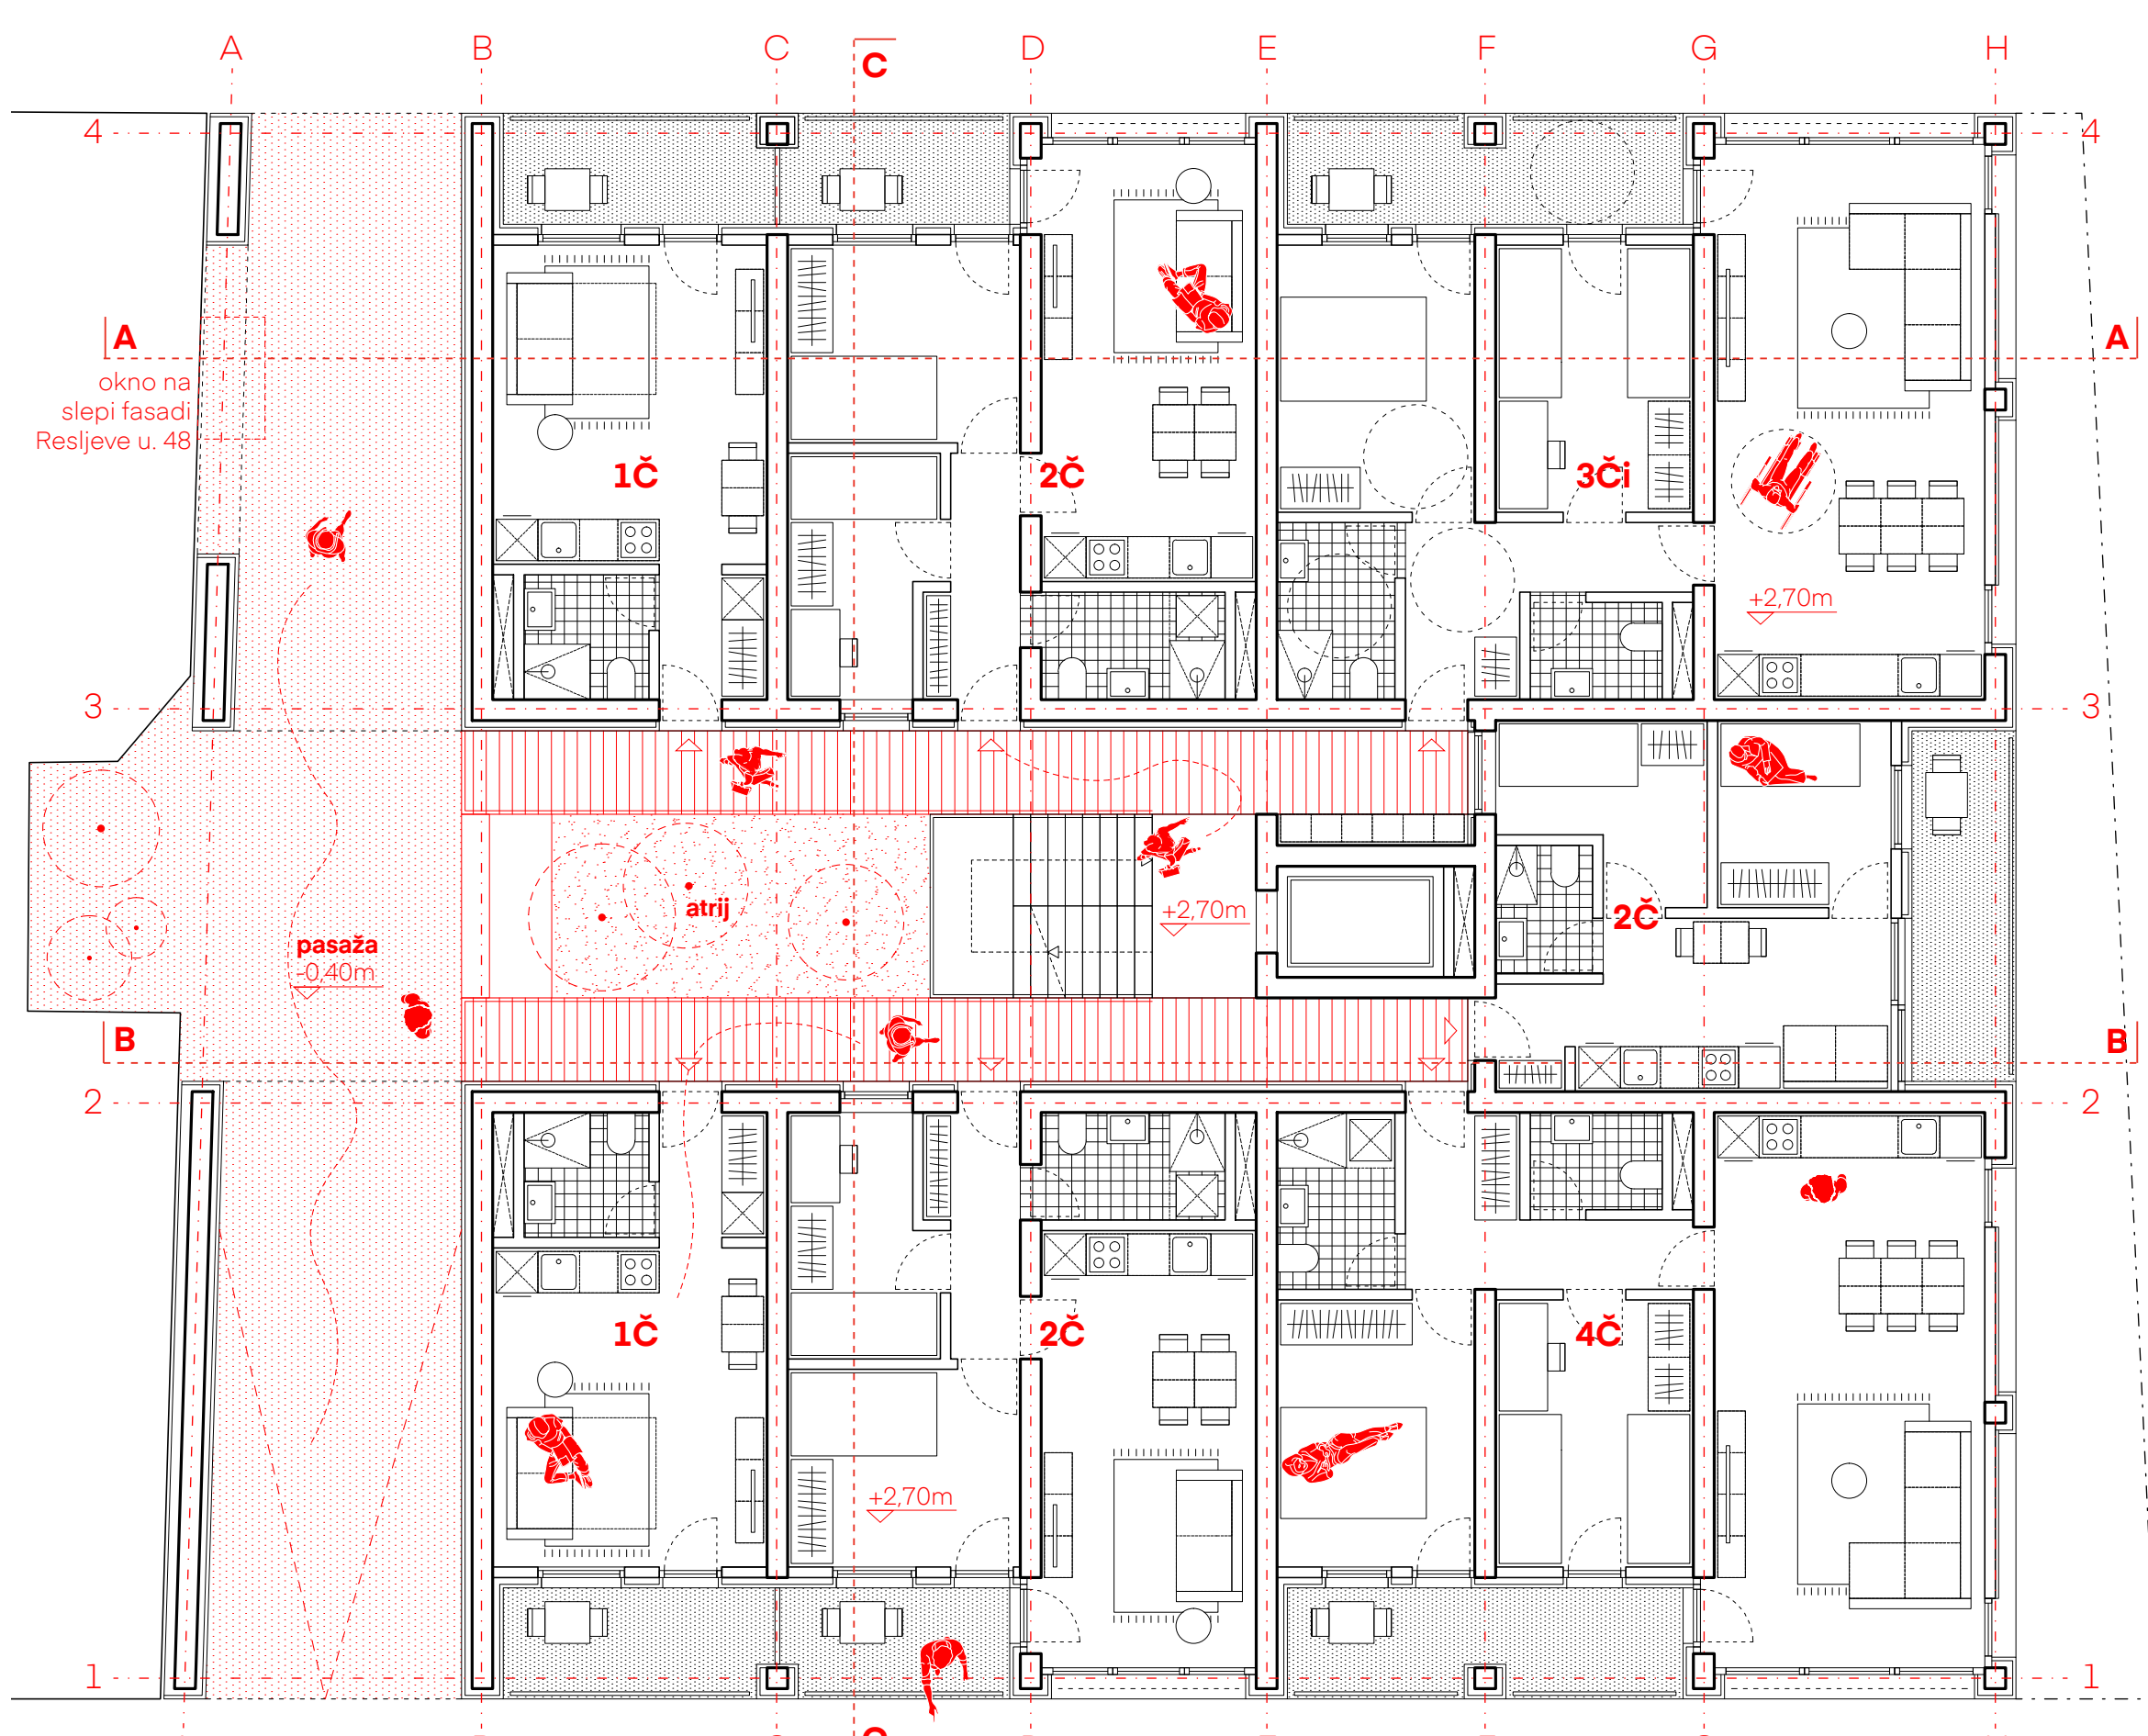 A B C D E F G H
C
4 4
A A
okno na
slepi fasadi
Resljeve u. 48
1Č 2Č 3Či
+2,70m
3 3
atrij
+2,70m
2Č
pasaža
-0,40m
B B
2 2
1Č 2Č 4Č
+2,70m
1 1